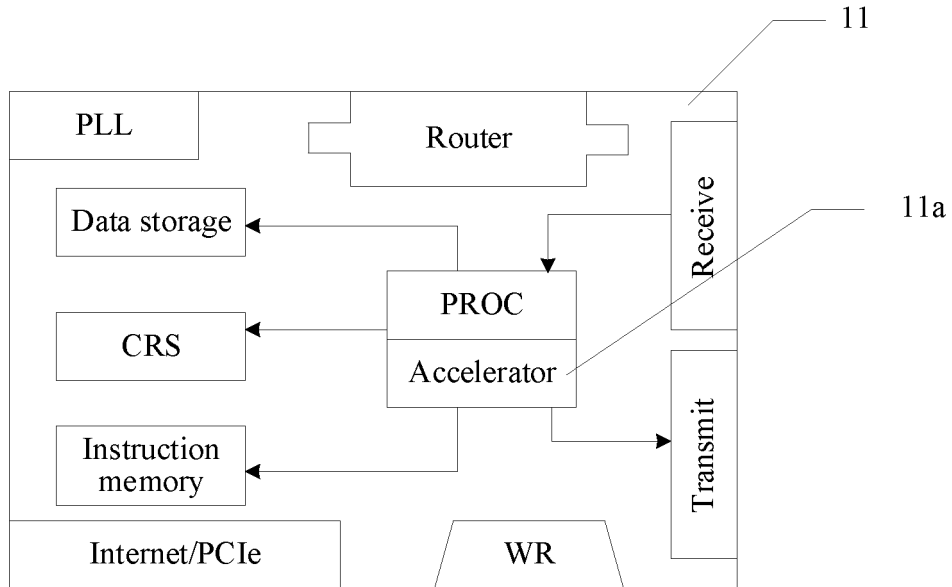 11
PLL
Router
Data storage
Receive
11a
PROC
CRS
Accelerator
Transmit
Instruction
memory
Internet/PCIe
WR